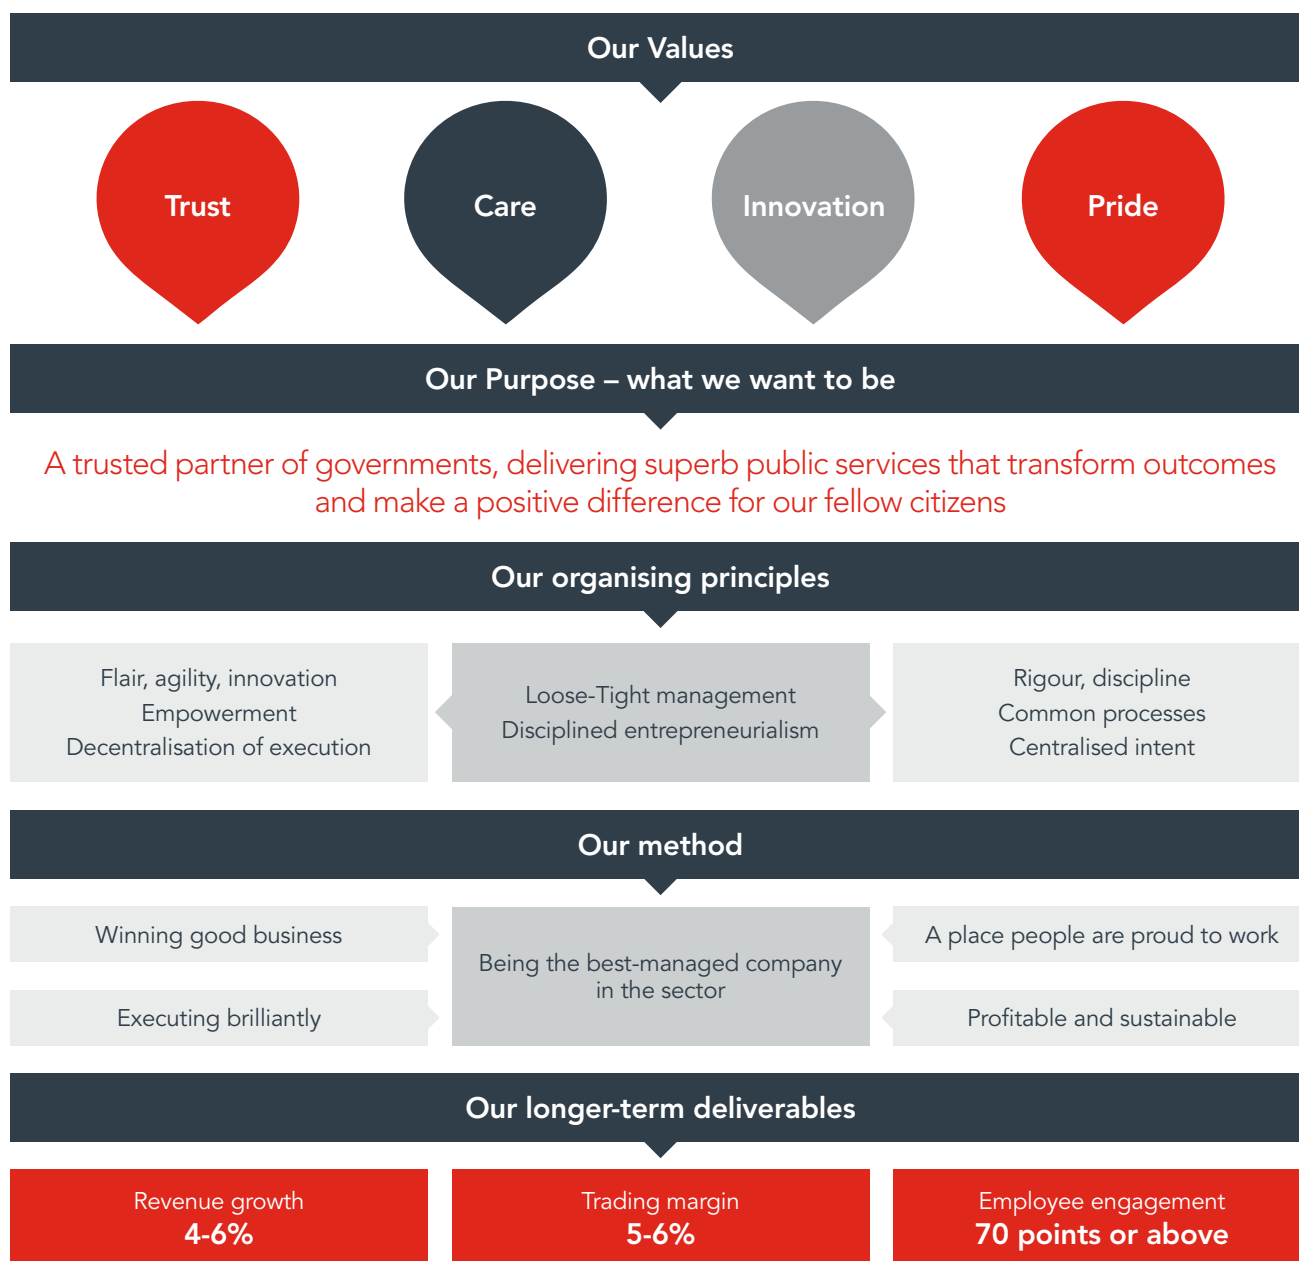 Our Values
Trust
Care
Innovation
Pride
Our Purpose – what we want to be
A trusted partner of governments, delivering superb public services that transform outcomes
and make a positive difference for our fellow citizens
Our organising principles
Flair, agility, innovation
Empowerment
Decentralisation of execution
Loose-Tight management
Disciplined entrepreneurialism
Rigour, discipline
Common processes
Centralised intent
Our method
Winning good business
Executing brilliantly
Being the best-managed company
in the sector
A place people are proud to work
Profitable and sustainable
Our longer-term deliverables
Revenue growth
4-6%
Trading margin
5-6%
Employee engagement
70 points or above